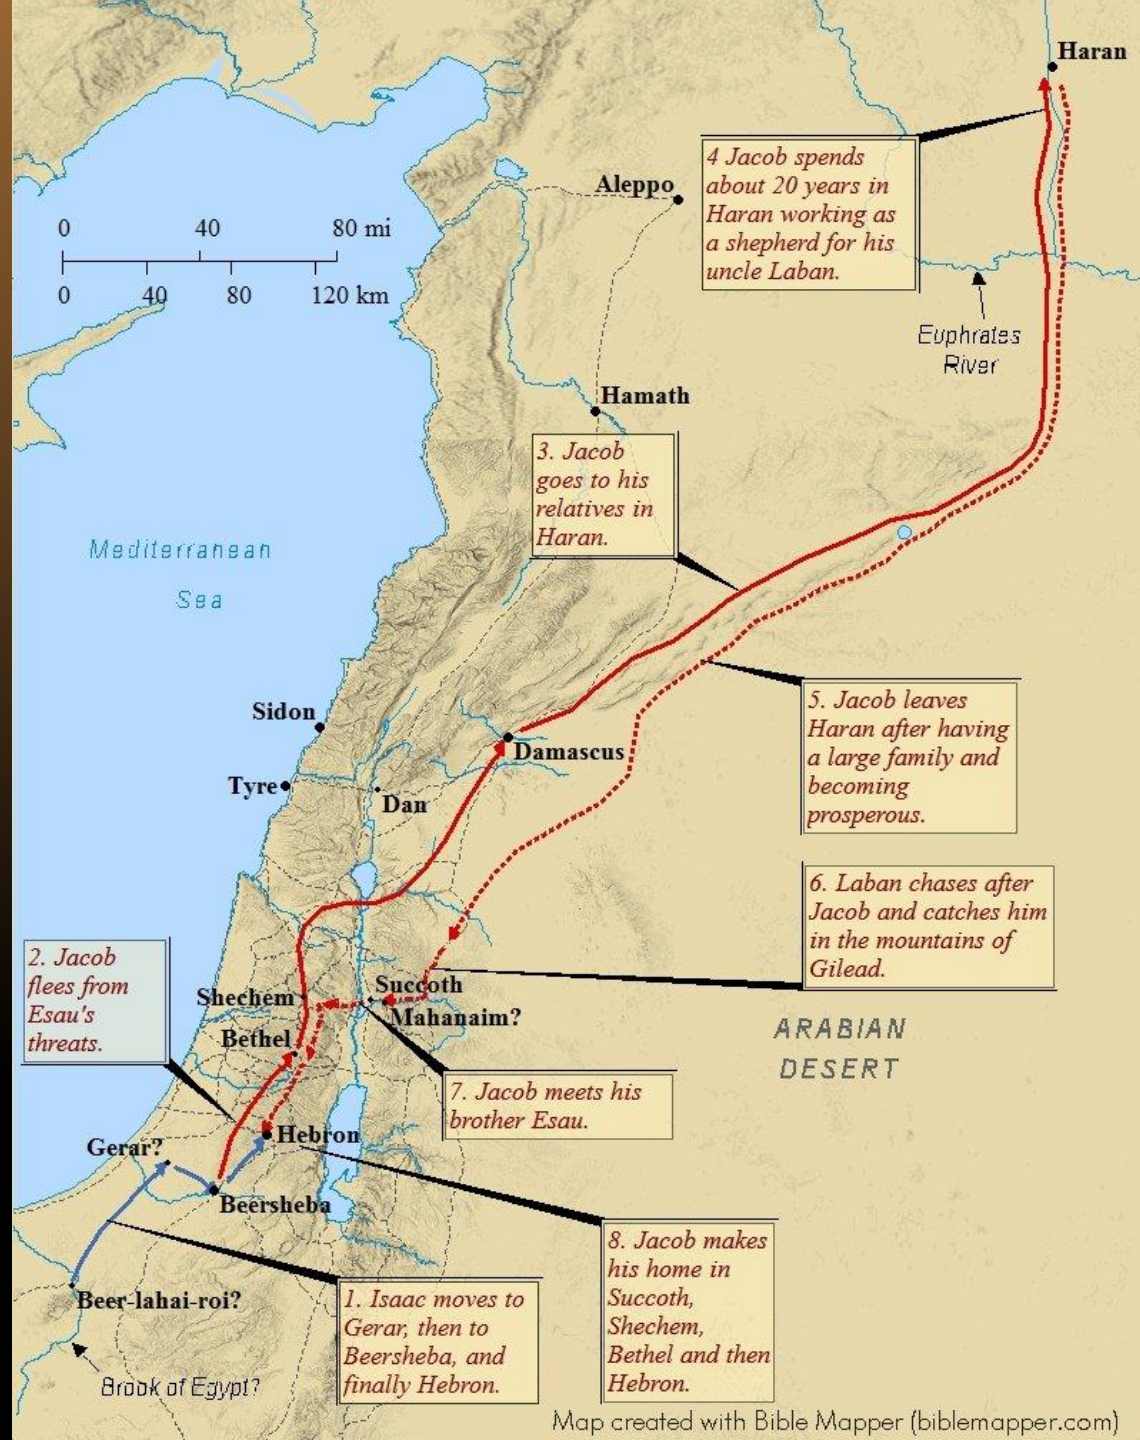 Haran
4 Jacob spends
about 20 years in
Haran working as
a shepherd for his
uncle Laban.
Aleppo
0 40 80 mi
0 40 80 120 km
Euphrates
River
Hamath
3. Jacob
goes to his
relatives in
Haran.
Mediterranean
Sea
5. Jacob leaves
Haran after having
a large family and
becoming
prosperous.
Sidon
Damascus
Tyre
Dan
6. Laban chases after
Jacob and catches him
in the mountains of
Gilead.
2. Jacob
flees from
Esau's
threats.
Succoth
Shechem
Mahanaim?
Bethel
ARABIAN
DESERT
7. Jacob meets his
brother Esau.
Hebron
Gerar?
Beersheba
8. Jacob makes
his home in
Succoth,
Shechem,
Bethel and then
Hebron.
Beer-lahai-roi?
1. Isaac moves to
Gerar, then to
Beersheba, and
finally Hebron.
Brook of Egypt?
Map created with Bible Mapper (biblemapper.com)